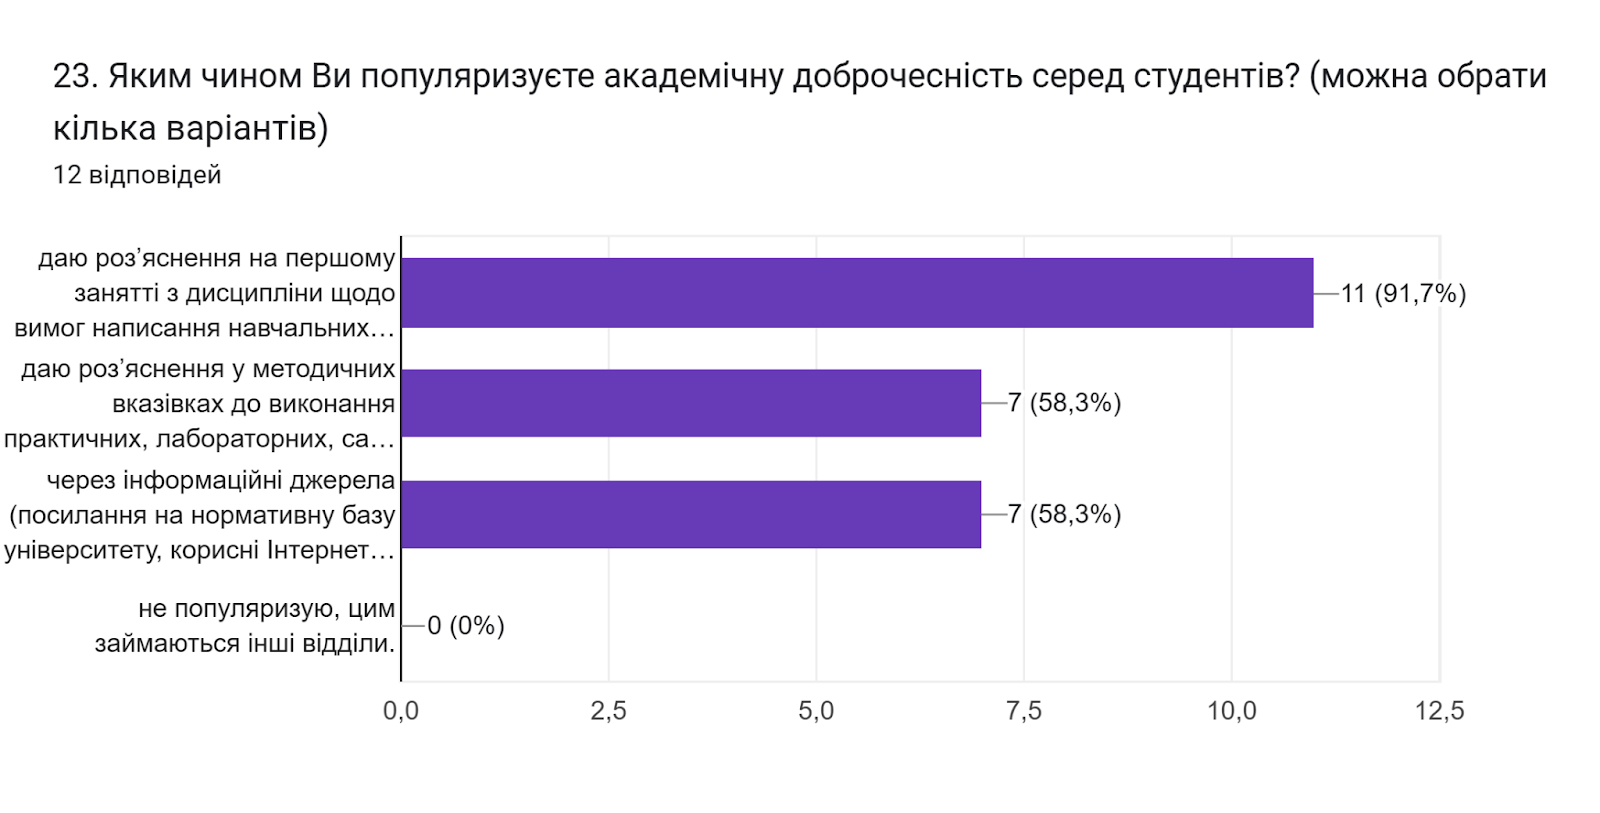 23. Яким чином Ви популяризуєте академічну доброчесність серед студентів? (можна обрати
кілька варіантів)
12 відповідей
даю роз’яснення на першому
занятті з дисципліни щодо
вимог написання навчальних…
11 (91,7%)
даю роз’яснення у методичних
вказівках до виконання
практичних, лабораторних, са…
7 (58,3%)
через інформаційні джерела
(посилання на нормативну базу
університету, корисні Інтернет…
7 (58,3%)
не популяризую, цим
займаються інші відділи.
0 (0%)
0,0 2,5 5,0 7,5 10,0 12,5